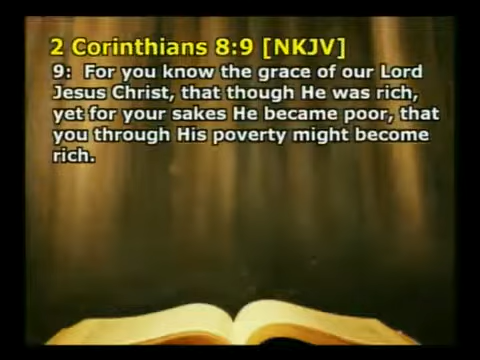 2 Corinthians 8:9 [NKJV]
9: For you know the grace of our Lord
Jesus Christ, that though He was rich,
yet for your sakes He became poor, that
you through His poverty might become
rich.